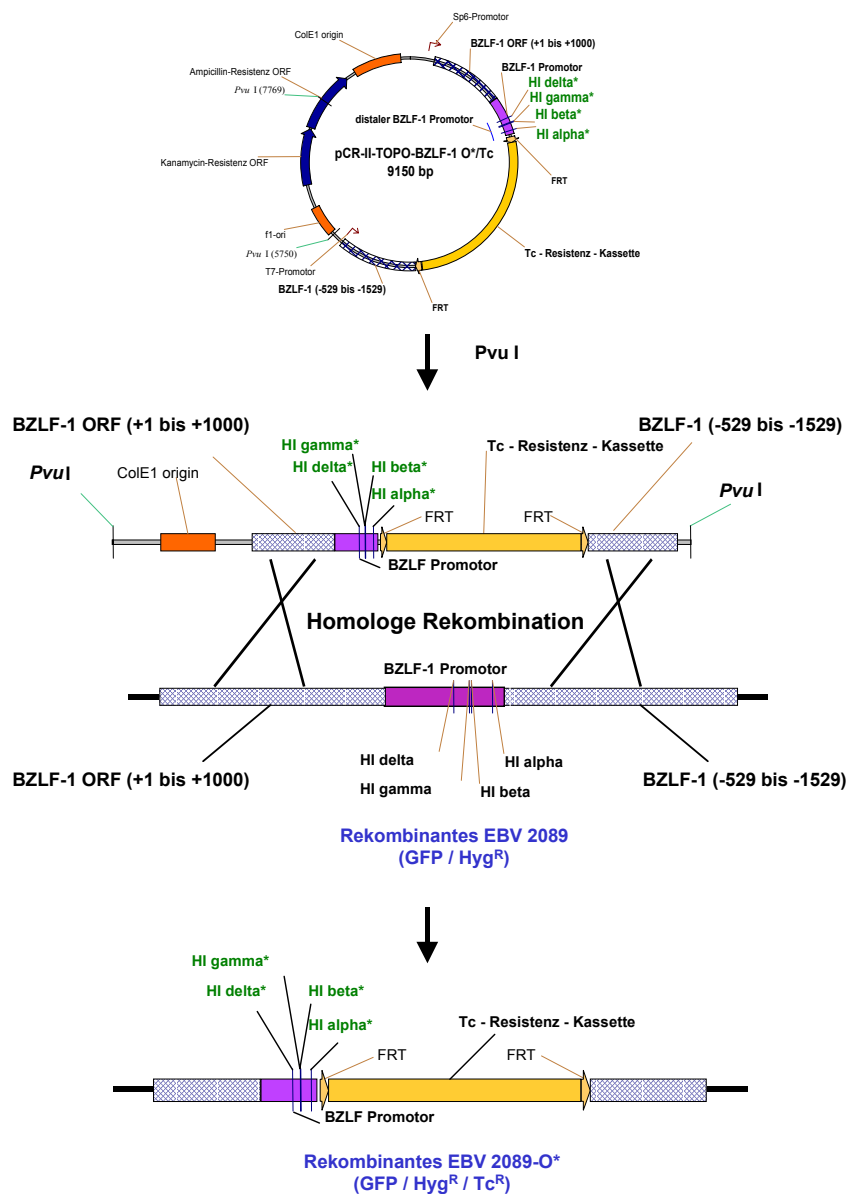 Sp6-Promotor
ColE1 origin
BZLF-1 ORF (+1 bis +1000)
BZLF-1 Promotor
Ampicillin-Resistenz ORF
HI delta*
Pvu I (7769)
HI gamma*
HI beta*
distaler BZLF-1 Promotor
HI alpha*
pCR-II-TOPO-BZLF-1 O*/Tc
9150 bp
Kanamycin-Resistenz ORF
FRT
f1-ori
Pvu I (5750)
Tc - Resistenz - Kassette
T7-Promotor
BZLF-1 (-529 bis -1529)
FRT
Pvu I
BZLF-1 ORF (+1 bis +1000)
BZLF-1 (-529 bis -1529)
HI gamma*
Tc - Resistenz - Kassette
HI delta*
HI beta*
PvuI
ColE1 origin
HI alpha*
PvuI
FRT
FRT
BZLF Promotor
Homologe Rekombination
BZLF-1 Promotor
HI delta
HI alpha
BZLF-1 ORF (+1 bis +1000)
BZLF-1 (-529 bis -1529)
HI gamma
HI beta
Rekombinantes EBV 2089
(GFP / HygR)
HI gamma*
HI delta*
HI beta*
HI alpha*
Tc - Resistenz - Kassette
FRT
FRT
BZLF Promotor
Rekombinantes EBV 2089-O*
(GFP / HygR / TcR)